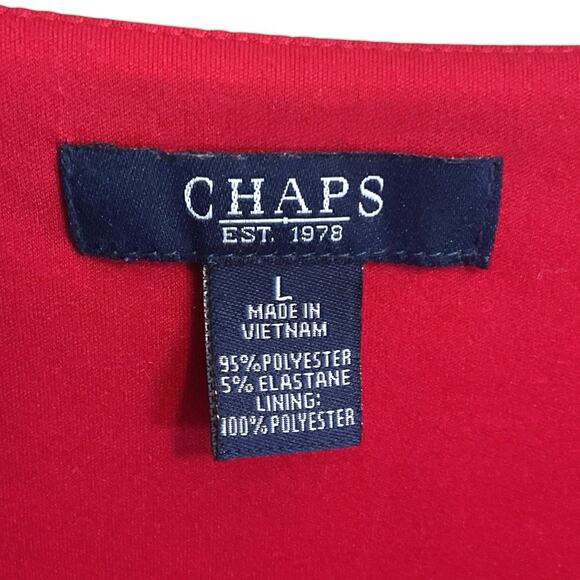 CHAPS
EST. 1978
L
MADE IN
VIETNAM
95%POLYESTER
5% ELASTANE
LINING:
100%POLYESTER